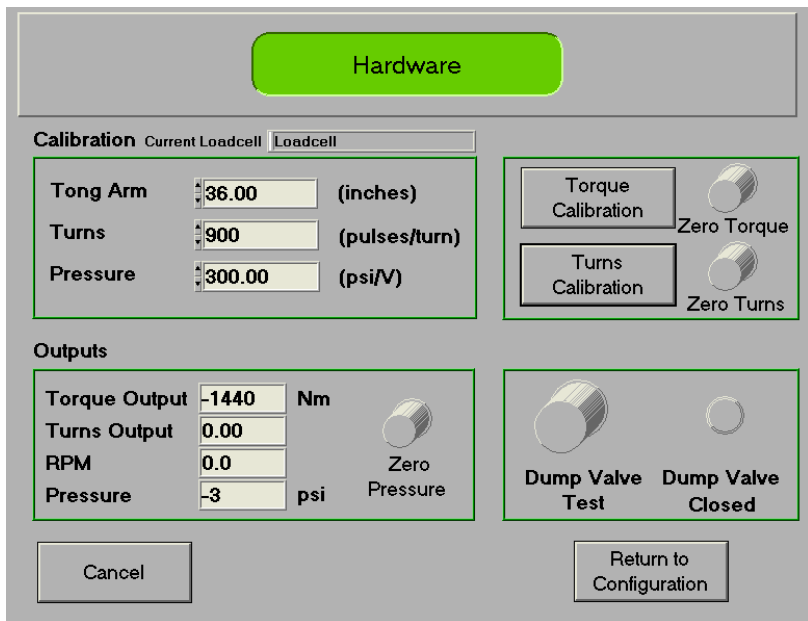 Hardware
Calibration Current Loadcell Loadcell
Tong Arm 36.00 (inches)
Turns 900 (pulses/turn)
Pressure 300.00 (psi/V)
Torque
Calibration
Zero Torque
Turns
Calibration
Zero Turns
Outputs
Torque Output -1440 Nm
Turns Output 0.00
RPM 0.0
Pressure -3 psi
Zero
Pressure
Dump Valve
Test
Dump Valve
Closed
Cancel
Return to
Configuration